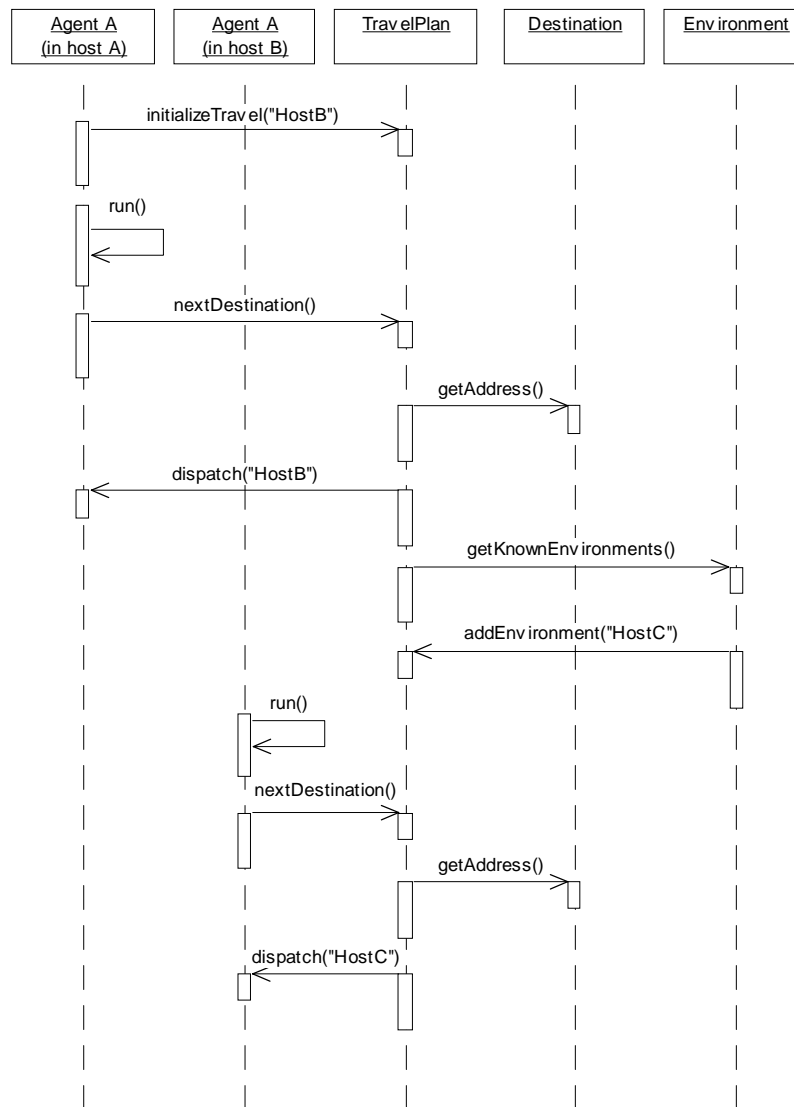 Agent A
(in host A)
Agent A
(in host B)
TravelPlan
Destination
Environment
initializeTravel("HostB")
run()
nextDestination()
getAddress()
dispatch("HostB")
getKnownEnvironments()
addEnvironment("HostC")
run()
nextDestination()
getAddress()
dispatch("HostC")